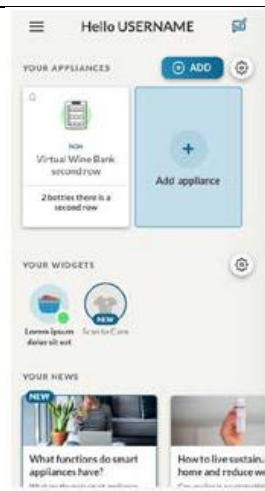 Hello USERNAME
YOUR APPLIANCES
ADD
Virtual Wine Bank
second row
2 bottles there is a
second row
Add appliance
YOUR WIDGETS
NEW
Lorem ipsum
dolor sit est
Scan to Care
YOUR NEWS
NEW
What functions do smart
appliances have?
How to live sustain..
home and reduce we